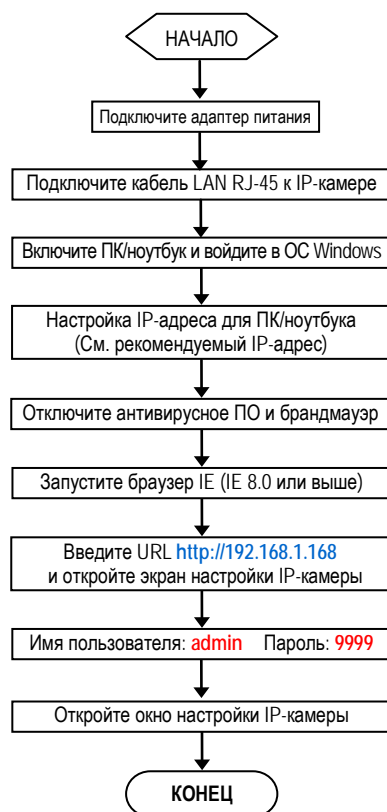 НАЧАЛО
Подключите адаптер питания
Подключите кабель LAN RJ-45 к IP-камере
Включите ПК/ноутбук и войдите в ОС Windows
Настройка IP-адреса для ПК/ноутбука
(См. рекомендуемый IP-адрес)
Отключите антивирусное ПО и брандмауэр
Запустите браузер IE (IE 8.0 или выше)
Введите URL http://192.168.1.168
и откройте экран настройки IP-камеры
Имя пользователя: admin Пароль: 9999
Откройте окно настройки IP-камеры
КОНЕЦ